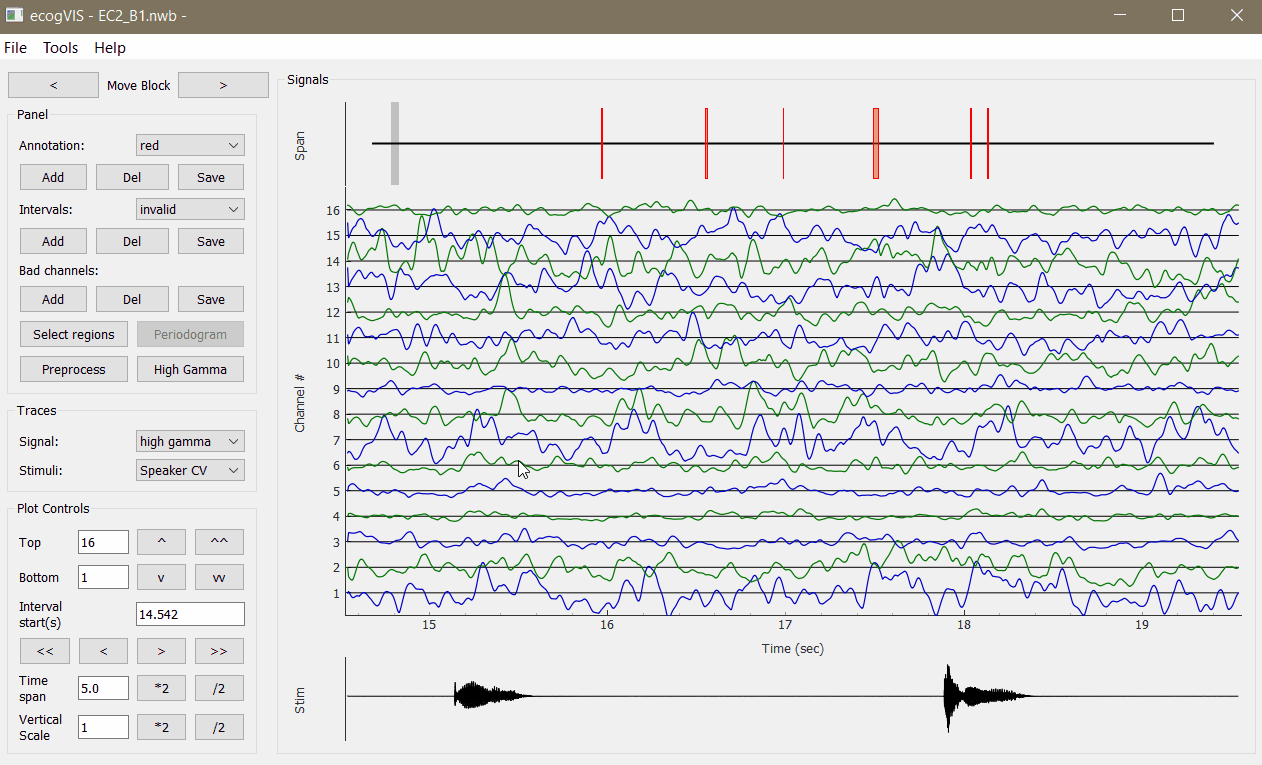 ecogVIS - EC2_B1.nwb -
File Tools Help
< Move Block >
Panel
Annotation: red
Add Del Save
Intervals: invalid
Add Del Save
Bad channels:
Add Del Save
Select regions Periodogram
Preprocess High Gamma
Traces
Signal: high gamma
Stimuli: Speaker CV
Plot Controls
Top 16 ^ ^^
Bottom 1 v vv
Interval
start(s) 14.542
<< < > >>
Time
span 5.0 *2 /2
Vertical
Scale 1 *2 /2
Signals
Span
16
15
14
13
12
11
10
9
8
7
6
5
4
3
2
1
Channel #
15 16 17 18 19
Time (sec)
Stim